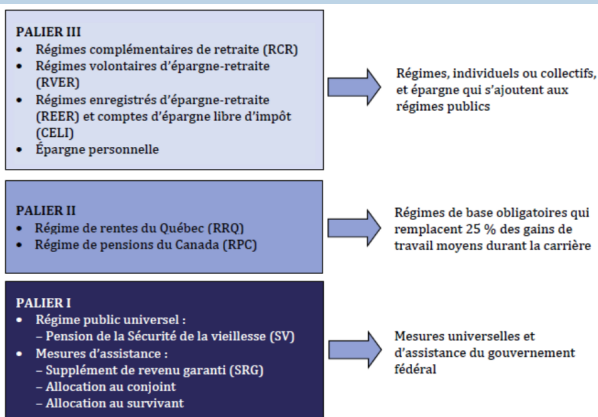 PALIER III
• Régimes complémentaires de retraite (RCR)
• Régimes volontaires d'épargne-retraite
(RVER)
• Régimes enregistrés d'épargne-retraite
(REER) et comptes d'épargne libre d'impôt
(CELI)
• Épargne personnelle
Régimes, individuels ou collectifs,
et épargne qui s'ajoutent aux
régimes publics
PALIER II
• Régime de rentes du Québec (RRQ)
• Régime de pensions du Canada (RPC)
Régimes de base obligatoires qui
remplacent 25 % des gains de
travail moyens durant la carrière
PALIER I
• Régime public universel :
– Pension de la Sécurité de la vieillesse (SV)
• Mesures d'assistance :
– Supplément de revenu garanti (SRG)
– Allocation au conjoint
– Allocation au survivant
Mesures universelles et
d'assistance du gouvernement
fédéral